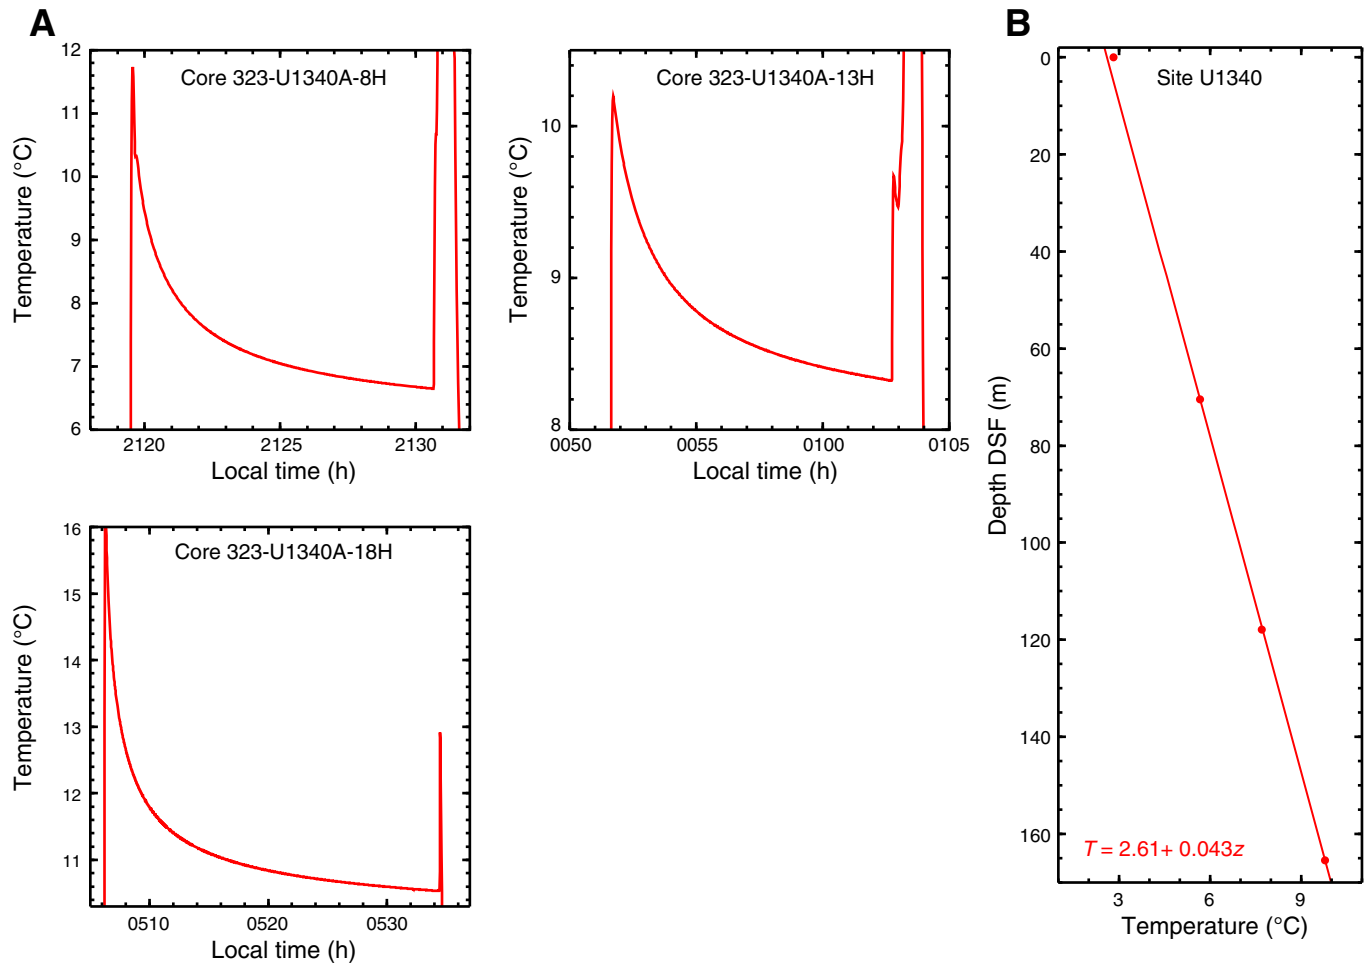 A
Core 323-U1340A-8H
Temperature (°C)
12
11
10
9
8
7
6
2120
2125
2130
Local time (h)
Core 323-U1340A-13H
Temperature (°C)
10
9
8
0050
0055
0100
0105
Local time (h)
Core 323-U1340A-18H
Temperature (°C)
16
15
14
13
12
11
0510
0520
0530
Local time (h)
B
Site U1340
Depth DSF (m)
0
20
40
60
80
100
120
140
160
T = 2.61+ 0.043z
3
6
9
Temperature (°C)